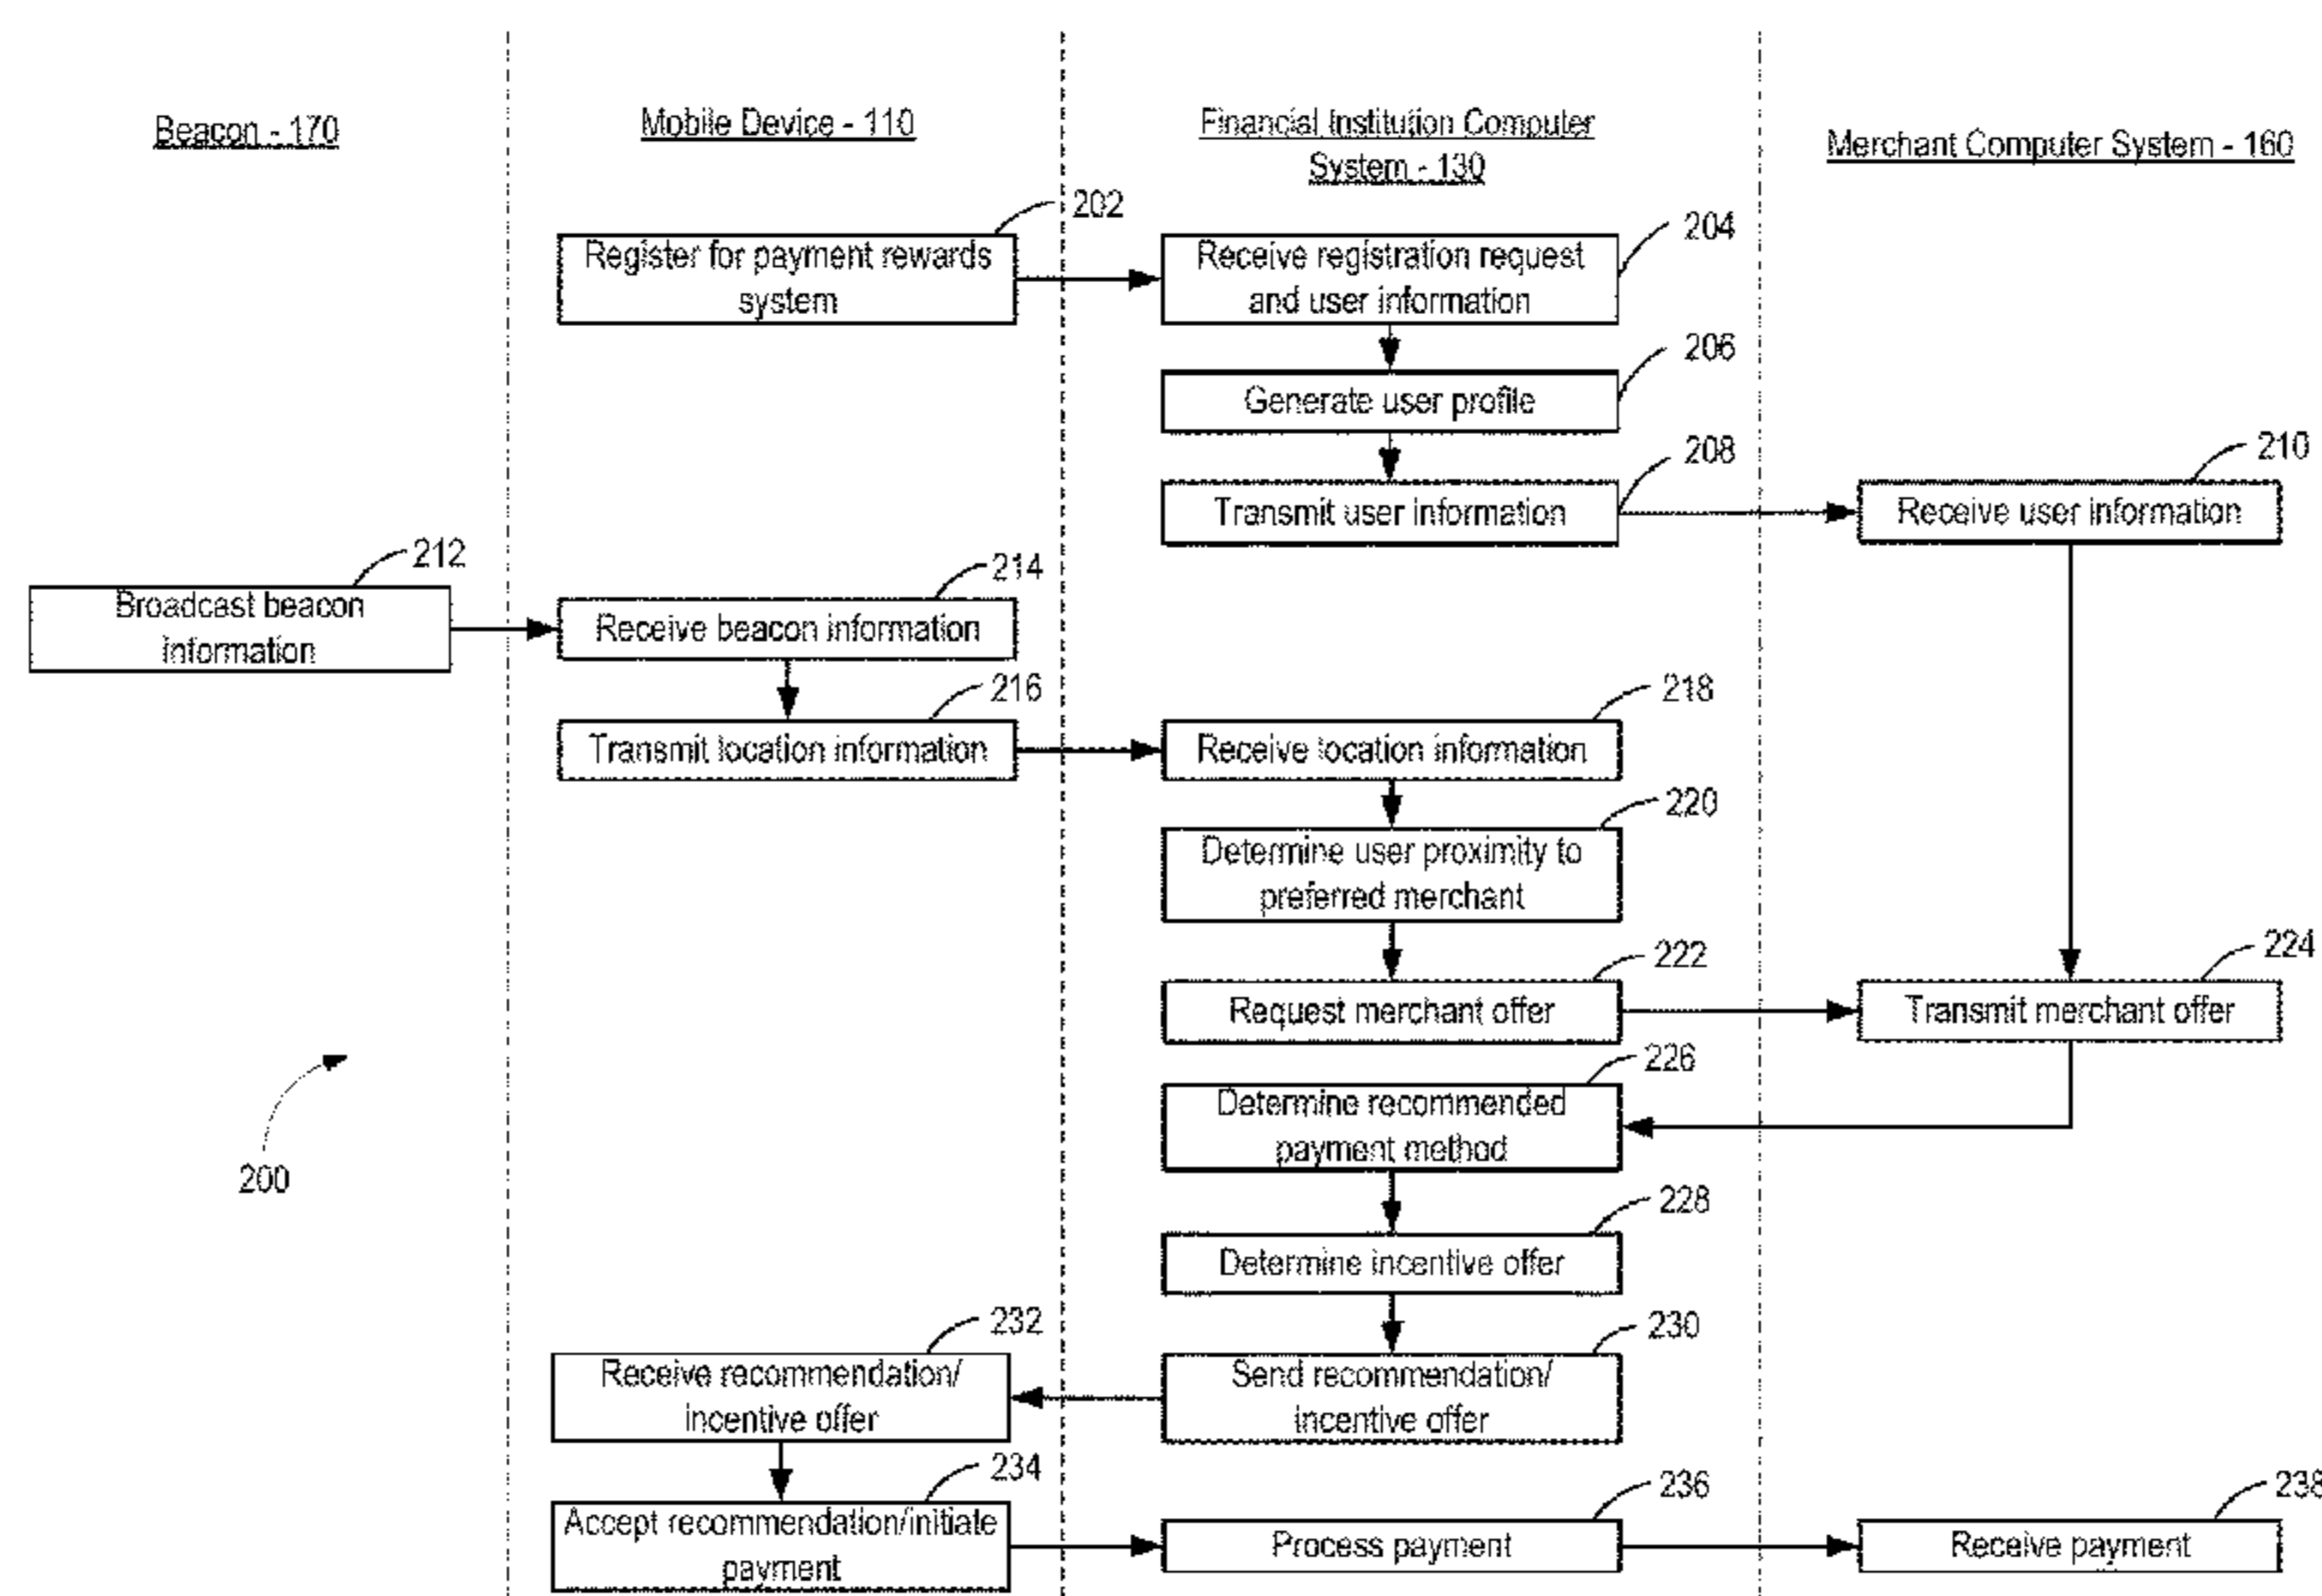 Beacon - 170
Mobile Device - 110
Financial Institution Computer
System - 130
Merchant Computer System - 160
202
Register for payment rewards
system
204
Receive registration request
and user information
206
Generate user profile
208
Transmit user information
210
Receive user information
212
Broadcast beacon
information
214
Receive beacon information
216
Transmit location information
218
Receive location information
220
Determine user proximity to
preferred merchant
222
Request merchant offer
224
Transmit merchant offer
226
Determine recommended
payment method
200
228
Determine incentive offer
230
Send recommendation/
incentive offer
232
Receive recommendation/
incentive offer
234
Accept recommendation/initiate
payment
236
Process payment
238
Receive payment